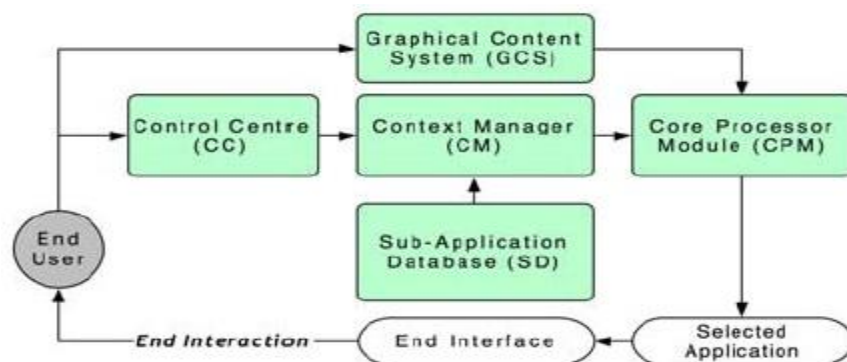 Graphical Content
System (GCS)
Control Centre
(CC)
Context Manager
(CM)
Core Processor
Module (CPM)
End
User
Sub-Application
Database (SD)
End Interaction
End Interface
Selected
Application